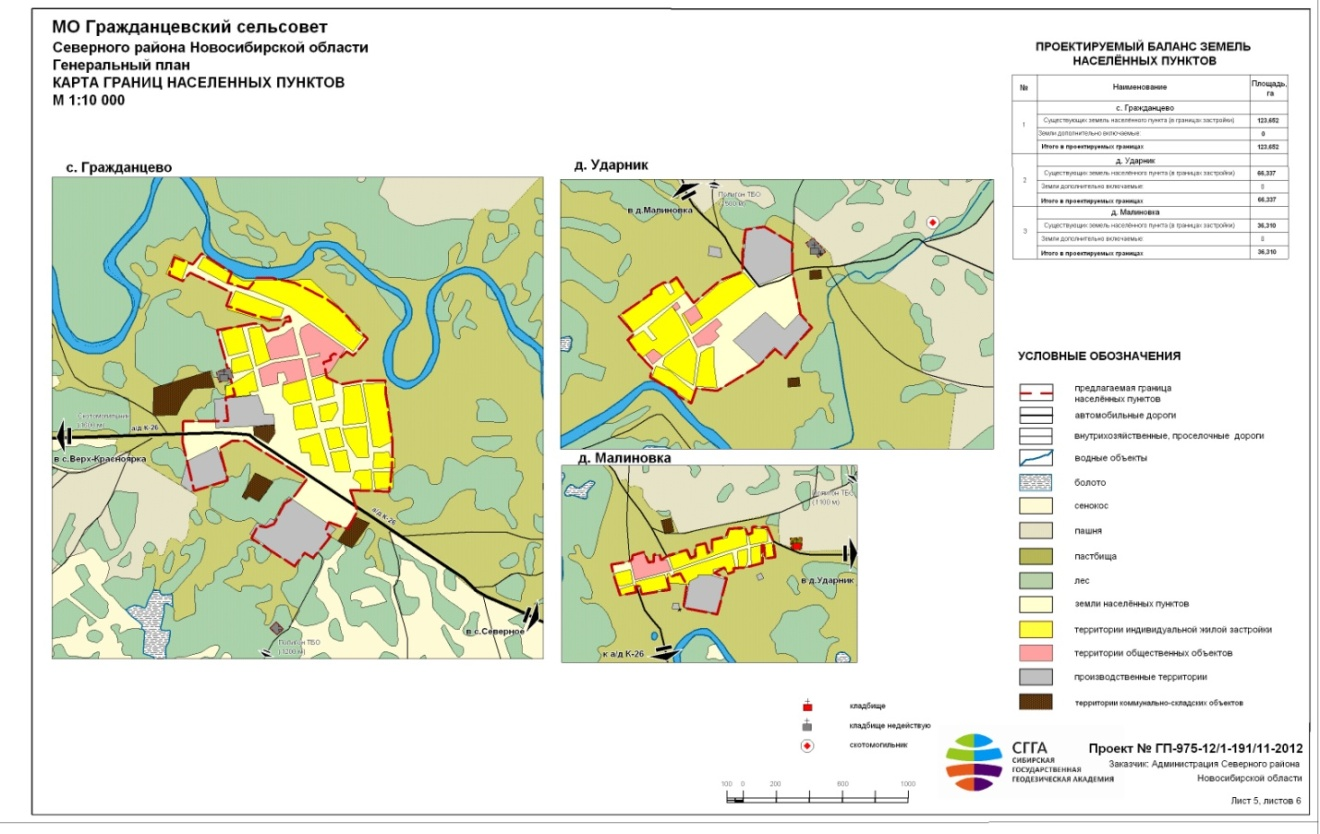 МО Гражданцевский сельсовет
Северного района Новосибирской области
Генеральный план
КАРТА ГРАНИЦ НАСЕЛЕННЫХ ПУНКТОВ
М 1:10 000
ПРОЕКТИРУЕМЫЙ БАЛАНС ЗЕМЕЛЬ
НАСЕЛЁННЫХ ПУНКТОВ
№ Наименование Площадь, га
с. Гражданцево
1
Существующих земель населённого пункта (в границах застройки) 123,652
Земли дополнительно включаемые: 0
Итого в проектируемых границах 123,652
д. Ударник
2
Существующих земель населённого пункта (в границах застройки) 66,337
Земли дополнительно включаемые: 0
Итого в проектируемых границах 66,337
д. Малиновка
3
Существующих земель населённого пункта (в границах застройки) 36,310
Земли дополнительно включаемые: 0
Итого в проектируемых границах 36,310
с. Гражданцево
Скотомогильник
а/д К-26
в с.Верх-Красноярка
а/д К-26
в с.Северное
Полигон ТБО
(1200 м)
д. Ударник
Полигон ТБО
в д.Малиновка
д. Малиновка
Полигон ТБО
(1100 м)
в д.Ударник
к а/д К-26
УСЛОВНЫЕ ОБОЗНАЧЕНИЯ
предлагаемая граница
населённых пунктов
автомобильные дороги
внутрихозяйственные, проселочные дороги
водные объекты
болото
сенокос
пашня
пастбища
лес
земли населённых пунктов
территории индивидуальной жилой застройки
территории общественных объектов
производственные территории
территории коммунально-складских объектов
кладбище
кладбище недействую
скотомогильник
100 0 200 600 1000
СГГА
СИБИРСКАЯ
ГОСУДАРСТВЕННАЯ
ГЕОДЕЗИЧЕСКАЯ АКАДЕМИЯ
Проект № ГП-975-12/1-191/11-2012
Заказчик: Администрация Северного района
Новосибирской области
Лист 5, листов 6